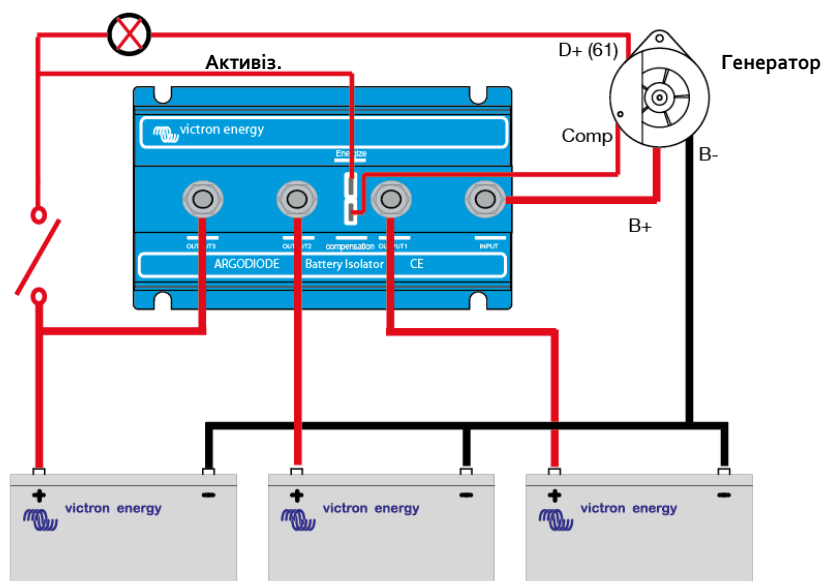 D+ (61)
Активіз.
Генератор
victron energy
Energize
Comp
B-
B+
OUTPUT3
OUTPUT2
compensation
OUTPUT1
INPUT
ARGODIODE Battery Isolator CE
+ - + - + -
victron energy victron energy victron energy